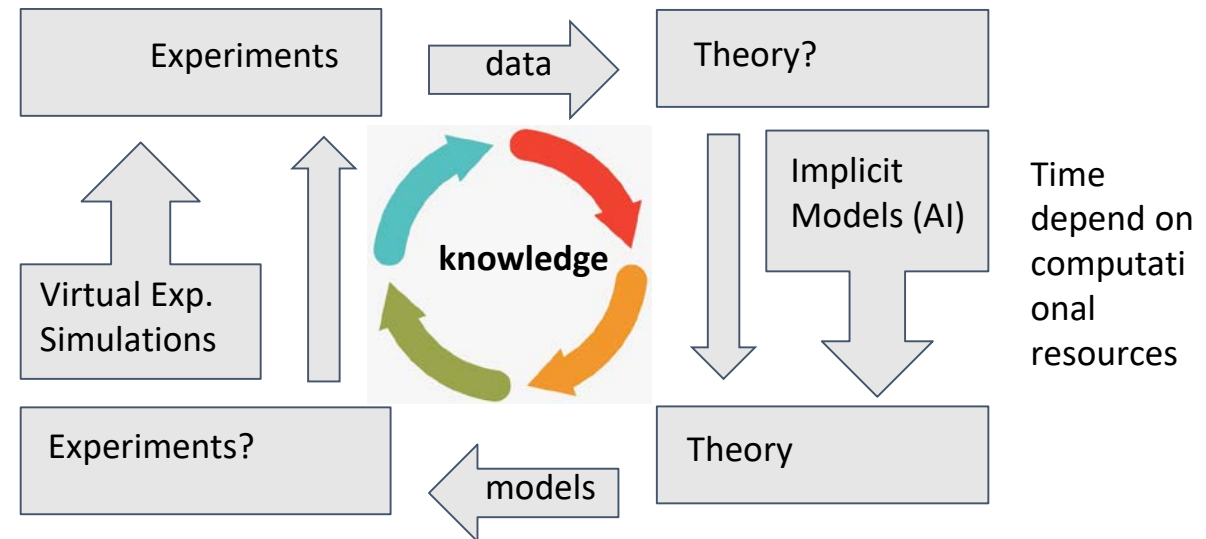 Experiments
data
Theory?
Implicit
Models (AI)
Time
depend on
computati
onal
resources
knowledge
Virtual Exp.
Simulations
Experiments?
models
Theory